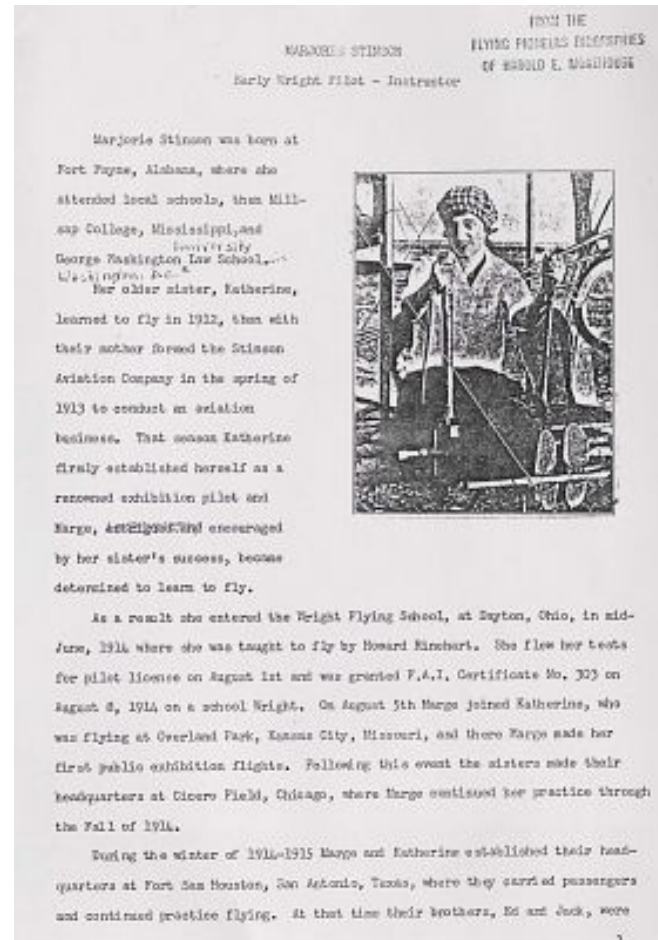 FROM THE
FLYING PIONEERS BIOGRAPHIES
OF HAROLD E. MOREHOUSE
MARJORIE STINSON
Early Wright Pilot - Instructor
Marjorie Stinson was born at
Fort Payne, Alabama, where she
attended local schools, then Mill-
sap College, Mississippi, and
University
George Washington Law School,
Washington D.C.
Her older sister, Katherine,
learned to fly in 1912, then with
their mother formed the Stinson
Aviation Company in the spring of
1913 to conduct an aviation
business. That season Katherine
firmly established herself as a
renowned exhibition pilot and
Marge, and encouraged
by her sister's success, became
determined to learn to fly.
As a result she entered the Wright Flying School, at Dayton, Ohio, in mid-
June, 1914 where she was taught to fly by Howard Rinehart. She flew her tests
for pilot licence on August 1st and was granted F.A.I. Certificate No. 303 on
August 8, 1914 on a school Wright. On August 5th Marge joined Katherine, who
was flying at Overland Park, Kansas City, Missouri, and there Marge made her
first public exhibition flights. Following this event the sisters made their
headquarters at Cicero Field, Chicago, where Marge continued her practice through
the Fall of 1914.
During the winter of 1914-1915 Marge and Katherine established their head-
quarters at Fort Sam Houston, San Antonio, Texas, where they carried passengers
and continued practice flying. At that time their brothers, Ed and Jack, were